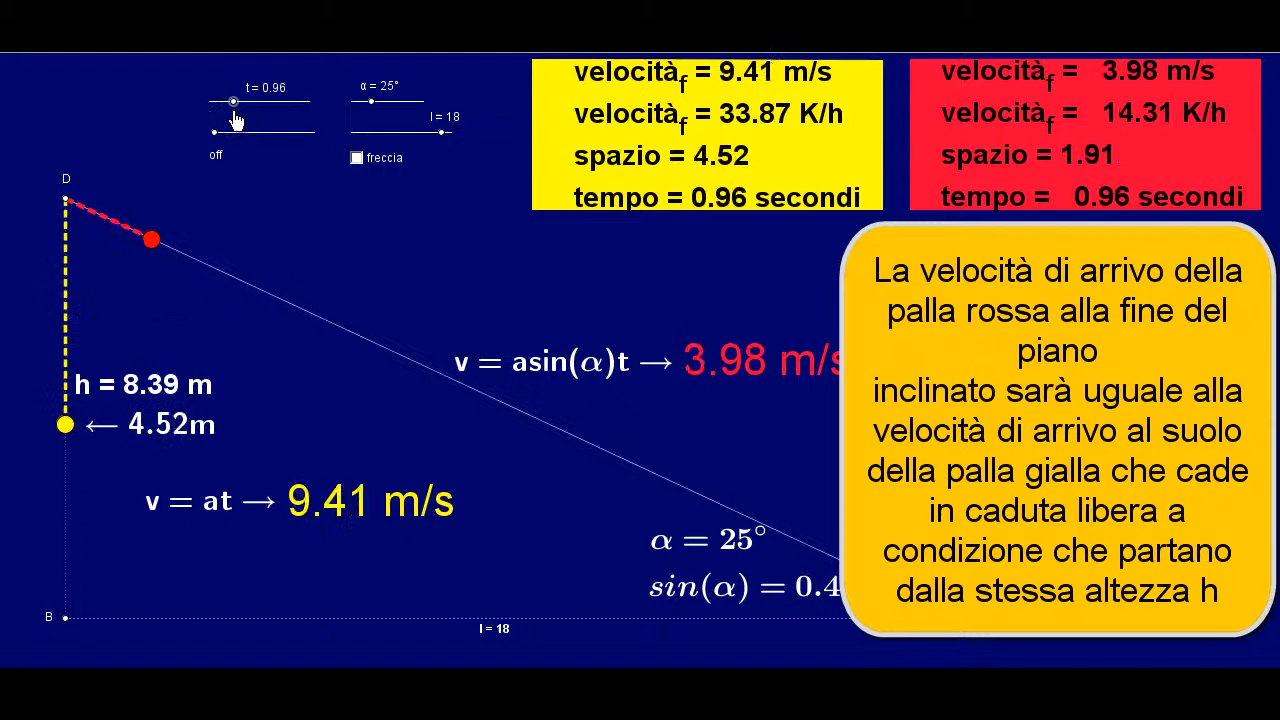 t = 0.96
α = 25°
l = 18
off
freccia
velocitàf = 9.41 m/s
velocitàf = 33.87 K/h
spazio = 4.52
tempo = 0.96 secondi
velocitàf = 3.98 m/s
velocitàf = 14.31 K/h
spazio = 1.91
tempo = 0.96 secondi
D
h = 8.39 m
← 4.52m
v = asin(α)t → 3.98 m/s
v = at → 9.41 m/s
α = 25°
sin(α) = 0.4
B
l = 18
La velocità di arrivo della
palla rossa alla fine del
piano
inclinato sarà uguale alla
velocità di arrivo al suolo
della palla gialla che cade
in caduta libera a
condizione che partano
dalla stessa altezza h